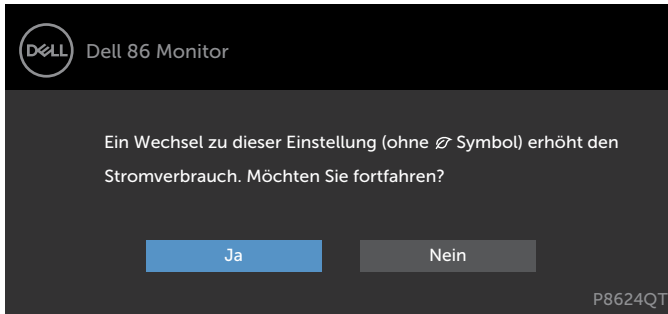 DELL Dell 86 Monitor
Ein Wechsel zu dieser Einstellung (ohne Symbol) erhöht den
Stromverbrauch. Möchten Sie fortfahren?
Ja Nein
P8624QT